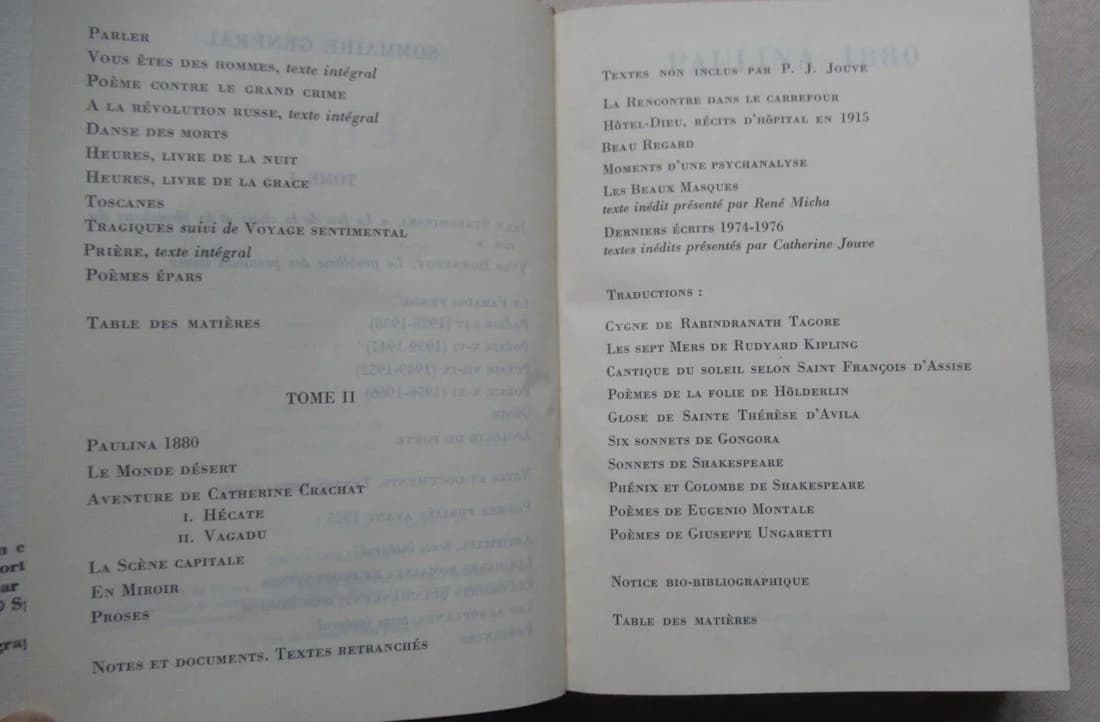 PARLER
VOUS ÊTES DES HOMMES, texte intégral
POÈME CONTRE LE GRAND CRIME
A LA RÉVOLUTION RUSSE, texte intégral
DANSE DES MORTS
HEURES, LIVRE DE LA NUIT
HEURES, LIVRE DE LA GRACE
TOSCANES
TRAGIQUES suivi de VOYAGE SENTIMENTAL
PRIÈRE, texte intégral
POÈMES ÉPARS
TABLE DES MATIÈRES
TOME II
PAULINA 1880
LE MONDE DÉSERT
AVENTURE DE CATHERINE CRACHAT
I. HÉCATE
II. VAGADU
LA SCÈNE CAPITALE
EN MIROIR
PROSES
NOTES ET DOCUMENTS. TEXTES RETRANCHÉS
TEXTES NON INCLUS PAR P. J. JOUVE
LA RENCONTRE DANS LE CARREFOUR
HÔTEL-DIEU, RÉCITS D'HÔPITAL EN 1915
BEAU REGARD
MOMENTS D'UNE PSYCHANALYSE
LES BEAUX MASQUES
texte inédit présenté par René Micha
DERNIERS ÉCRITS 1974-1976
textes inédits présentés par Catherine Jouve
TRADUCTIONS :
CYGNE DE RABINDRANATH TAGORE
LES SEPT MERS DE RUDYARD KIPLING
CANTIQUE DU SOLEIL SELON SAINT FRANÇOIS D'ASSISE
POÈMES DE LA FOLIE DE HÖLDERLIN
GLOSE DE SAINTE THÉRÈSE D'AVILA
SIX SONNETS DE GONGORA
SONNETS DE SHAKESPEARE
PHÉNIX ET COLOMBE DE SHAKESPEARE
POÈMES DE EUGENIO MONTALE
POÈMES DE GIUSEPPE UNGARETTI
NOTICE BIO-BIBLIOGRAPHIQUE
TABLE DES MATIÈRES